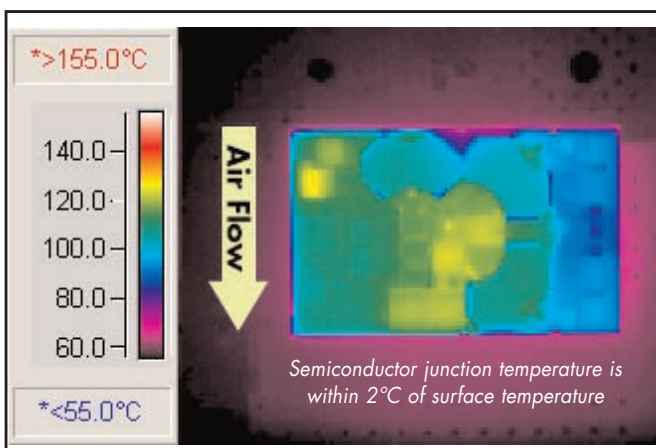 *>155.0°C
140.0
120.0
100.0
80.0
60.0
*<55.0°C
Air Flow
Semiconductor junction temperature is
within 2°C of surface temperature